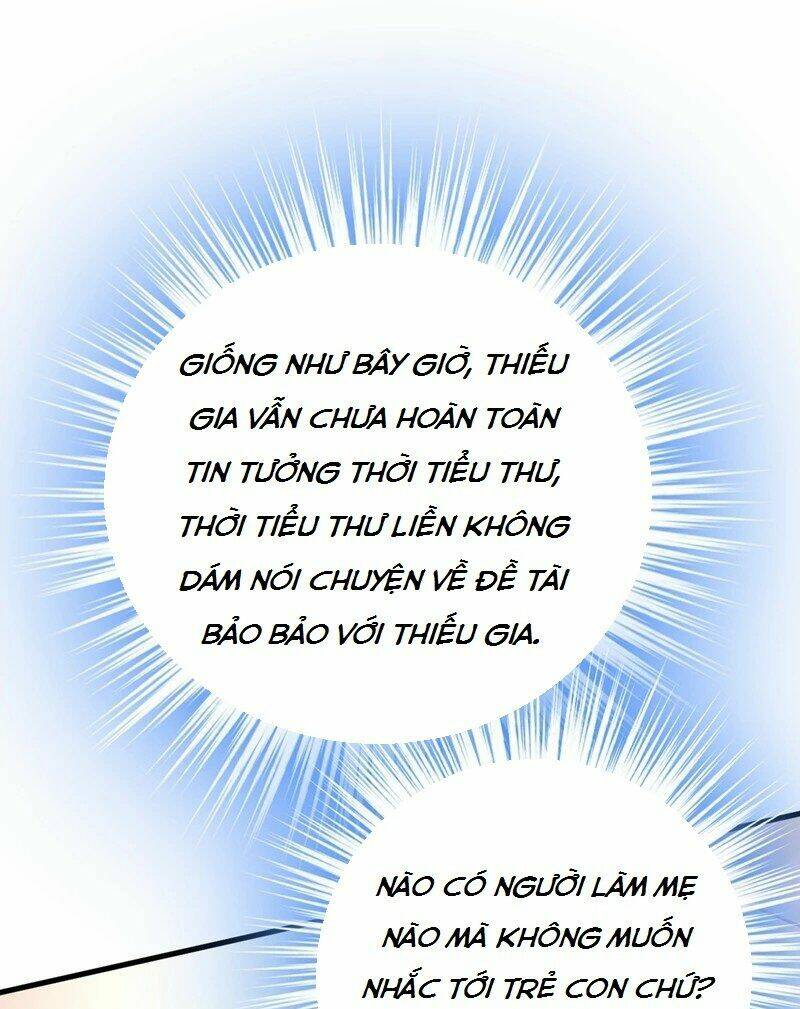 GIỐNG NHƯ BÂY GIỜ, THIẾU
GIA VẪN CHƯA HOÀN TOÀN
TIN TƯỞNG THỜI TIỂU THƯ,
THỜI TIỂU THƯ LIỀN KHÔNG
DÁM NÓI CHUYỆN VỀ ĐỀ TÀI
BẢO BẢO VỚI THIẾU GIA.
NÀO CÓ NGƯỜI LÀM MẸ
NÀO MÀ KHÔNG MUỐN
NHẮC TỚI TRẺ CON CHỨ?